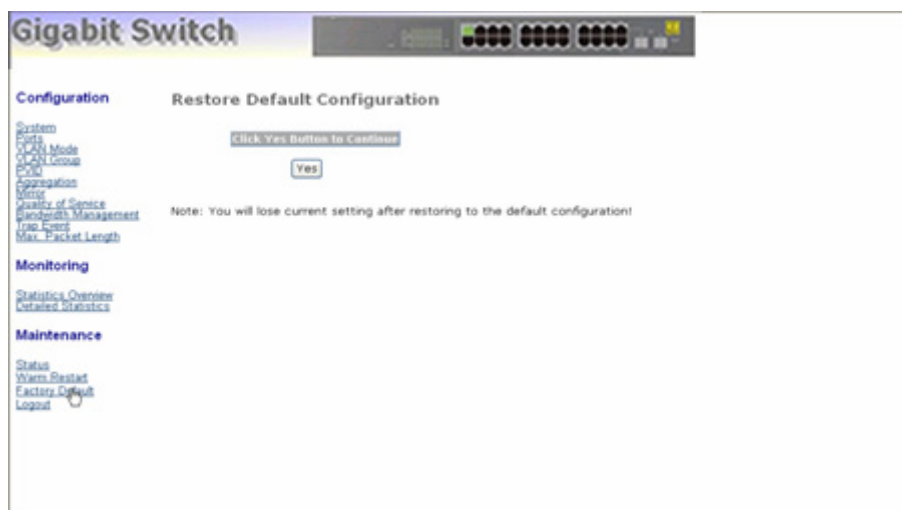 Gigabit Switch
Configuration
System
Ports
VLAN Mode
VLAN Group
PVID
Aggregation
Mirror
Quality of Service
Bandwidth Management
Trap Event
Max. Packet Length
Monitoring
Statistics Overview
Detailed Statistics
Maintenance
Status
Warm Restart
Factory Default
Logout
Restore Default Configuration
Click Yes Button to Continue
Yes
Note: You will lose current setting after restoring to the default configuration!